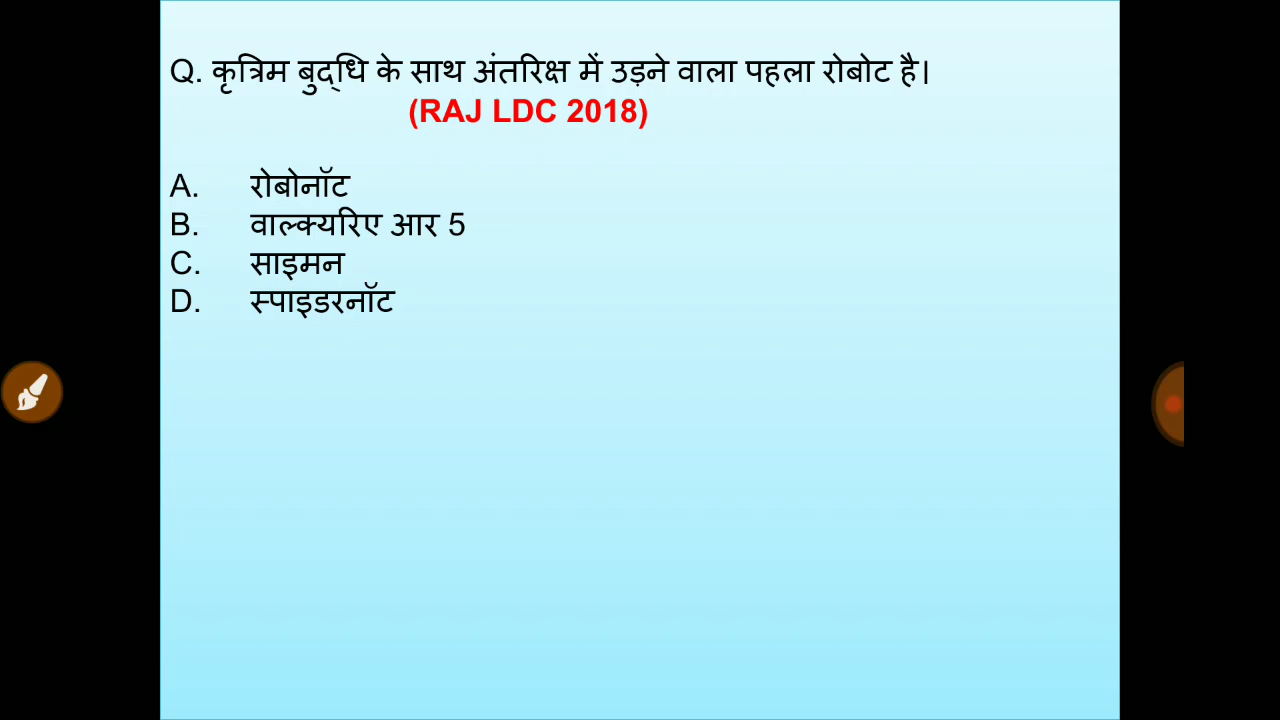 Q. कृत्रिम बुद्धि के साथ अंतरिक्ष में उड़ने वाला पहला रोबोट है।
(RAJ LDC 2018)
A. रोबोनॉट
B. वाल्क्यरिए आर 5
C. साइमन
D. स्पाइडरनॉट